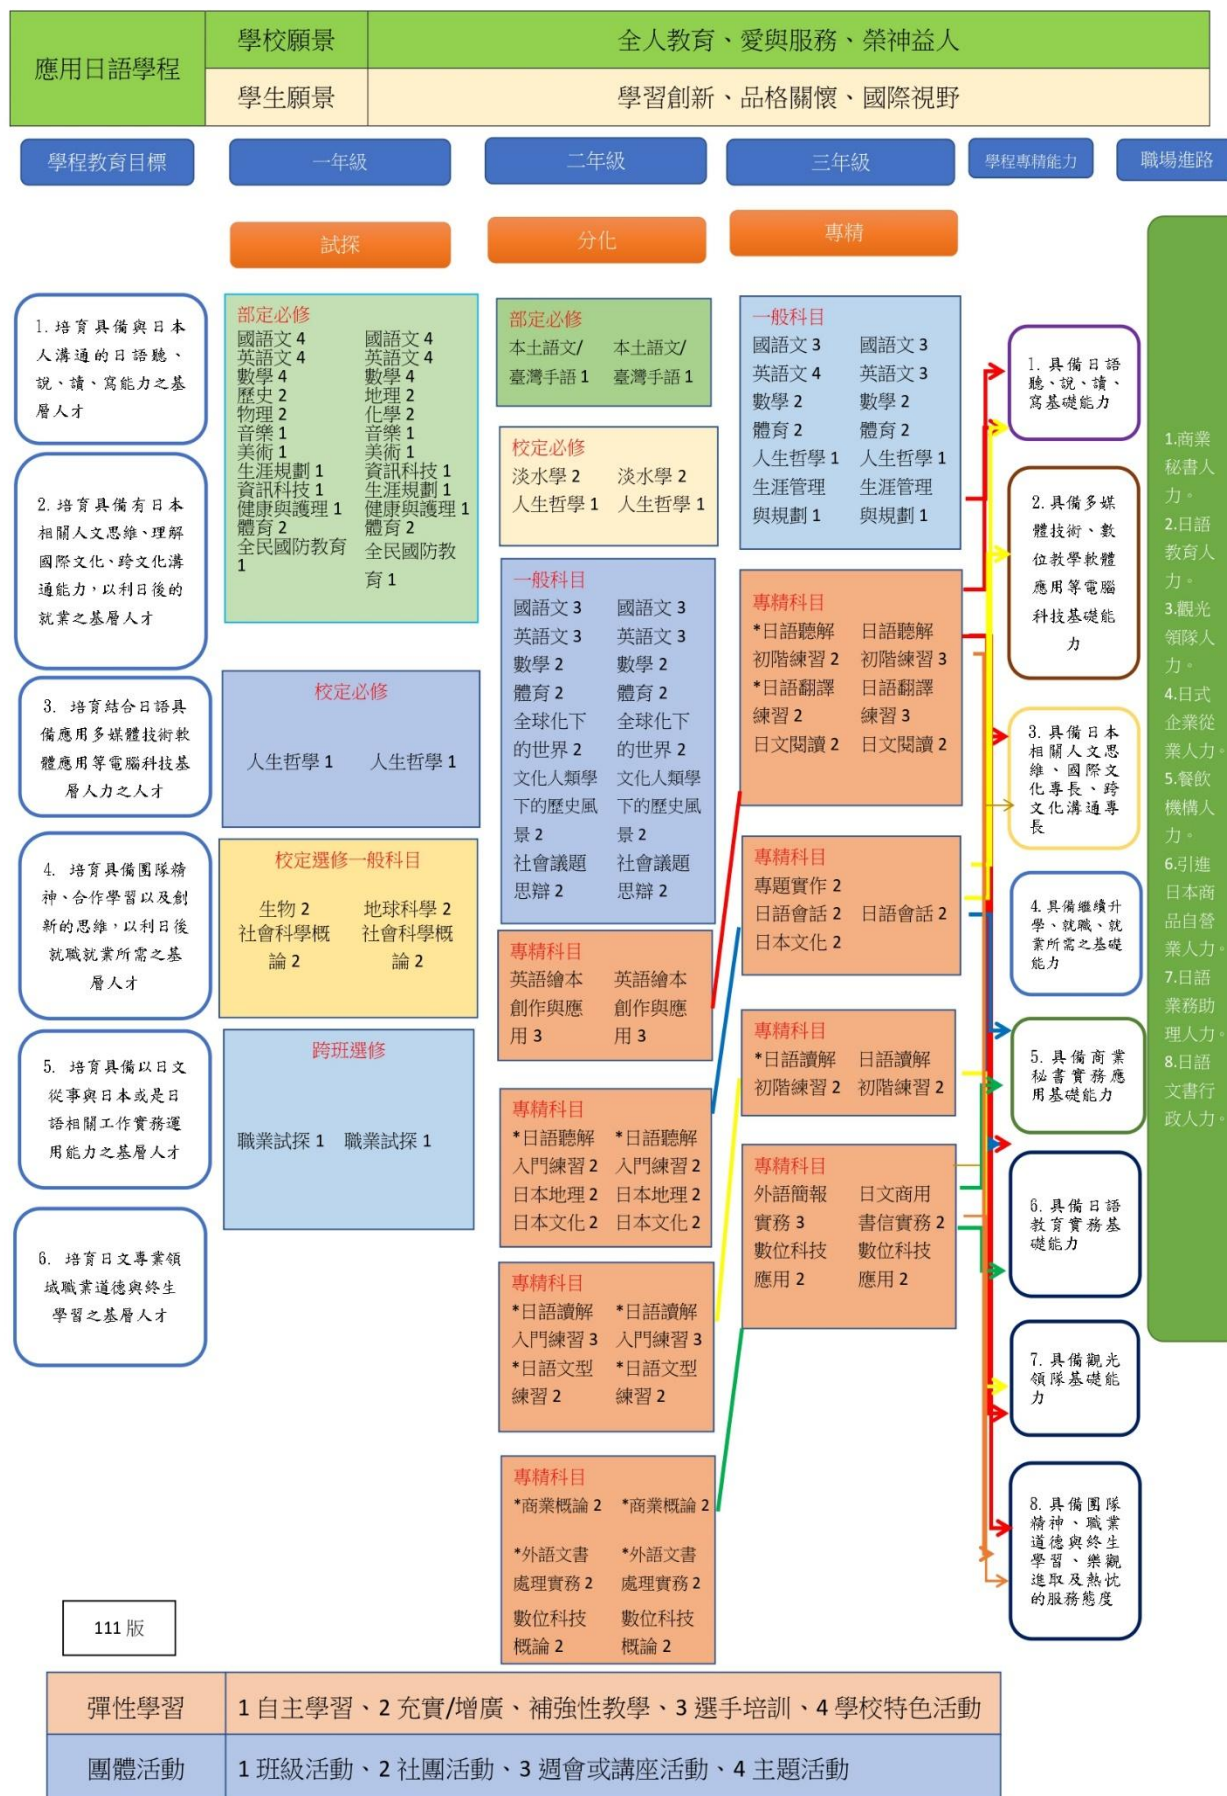 應用日語學程
學校願景
全人教育、愛與服務、榮神益人
學生願景
學習創新、品格關懷、國際視野
學程教育目標
一年級
二年級
三年級
學程專精能力
職場進路
試探
分化
專精
1. 培育具備與日本
人溝通的日語聽、
說、讀、寫能力之基
層人才
2. 培育具備有日本
相關人文思維、理解
國際文化、跨文化溝
通能力，以利日後的
就業之基層人才
3. 培育結合日語具
備應用多媒體技術軟
體應用等電腦科技基
層人力之人才
4. 培育具備團隊精
神、合作學習以及創
新的思維，以利日後
就職就業所需之基
層人才
5. 培育具備以日文
從事與日本或是日
語相關工作實務運
用能力之基層人才
6. 培育日文專業領
域職業道德與終生
學習之基層人才
部定必修
國語文 4 國語文 4
英語文 4 英語文 4
數學 4 數學 4
歷史 2 地理 2
物理 2 化學 2
音樂 1 音樂 1
美術 1 美術 1
生涯規劃 1 資訊科技 1
資訊科技 1 生涯規劃 1
健康與護理 1 健康與護理 1
體育 2 體育 2
全民國防教育 全民國防教
1 育 1
校定必修
人生哲學 1 人生哲學 1
校定選修一般科目
生物 2 地球科學 2
社會科學概 社會科學概
論 2 論 2
跨班選修
職業試探 1 職業試探 1
部定必修
本土語文/ 本土語文/
臺灣手語 1 臺灣手語 1
校定必修
淡水學 2 淡水學 2
人生哲學 1 人生哲學 1
一般科目
國語文 3 國語文 3
英語文 3 英語文 3
數學 2 數學 2
體育 2 體育 2
全球化下 全球化下
的世界 2 的世界 2
文化人類學 文化人類學
下的歷史風 下的歷史風
景 2 景 2
社會議題 社會議題
思辯 2 思辯 2
專精科目
英語繪本 英語繪本
創作與應 創作與應
用 3 用 3
專精科目
*日語聽解 *日語聽解
入門練習 2 入門練習 2
日本地理 2 日本地理 2
日本文化 2 日本文化 2
專精科目
*日語讀解 *日語讀解
入門練習 3 入門練習 3
*日語文型 *日語文型
練習 2 練習 2
專精科目
*商業概論 2 *商業概論 2
*外語文書 *外語文書
處理實務 2 處理實務 2
數位科技 數位科技
概論 2 概論 2
一般科目
國語文 3 國語文 3
英語文 4 英語文 3
數學 2 數學 2
體育 2 體育 2
人生哲學 1 人生哲學 1
生涯管理 生涯管理
與規劃 1 與規劃 1
專精科目
*日語聽解 日語聽解
初階練習 2 初階練習 3
*日語翻譯 日語翻譯
練習 2 練習 3
日文閱讀 2 日文閱讀 2
專精科目
專題實作 2
日語會話 2 日語會話 2
日本文化 2
專精科目
*日語讀解 日語讀解
初階練習 2 初階練習 2
專精科目
外語簡報 日文商用
實務 3 書信實務 2
數位科技 數位科技
應用 2 應用 2
1. 具備日語
聽、說、讀、
寫基礎能力
2. 具備多媒
體技術、數
位教學軟體
應用等電腦
科技基礎能
力
3. 具備日本
相關人文思
維、國際文
化專長、跨
文化溝通專
長
4. 具備繼續升
學、就職、就
業所需之基礎
能力
5. 具備商業
秘書實務應
用基礎能力
6. 具備日語
教育實務基
礎能力
7. 具備觀光
領隊基礎能
力
8. 具備團隊
精神、職業
道德與終生
學習、樂觀
進取及熱忱
的服務態度
1.商業
秘書人
力。
2.日語
教育人
力。
3.觀光
領隊人
力。
4.日式
企業從
業人力。
5.餐飲
機構人
力。
6.引進
日本商
品自營
業人力。
7.日語
業務助
理人力。
8.日語
文書行
政人力。
111 版
彈性學習
1 自主學習、2 充實/增廣、補強性教學、3 選手培訓、4 學校特色活動
團體活動
1 班級活動、2 社團活動、3 週會或講座活動、4 主題活動